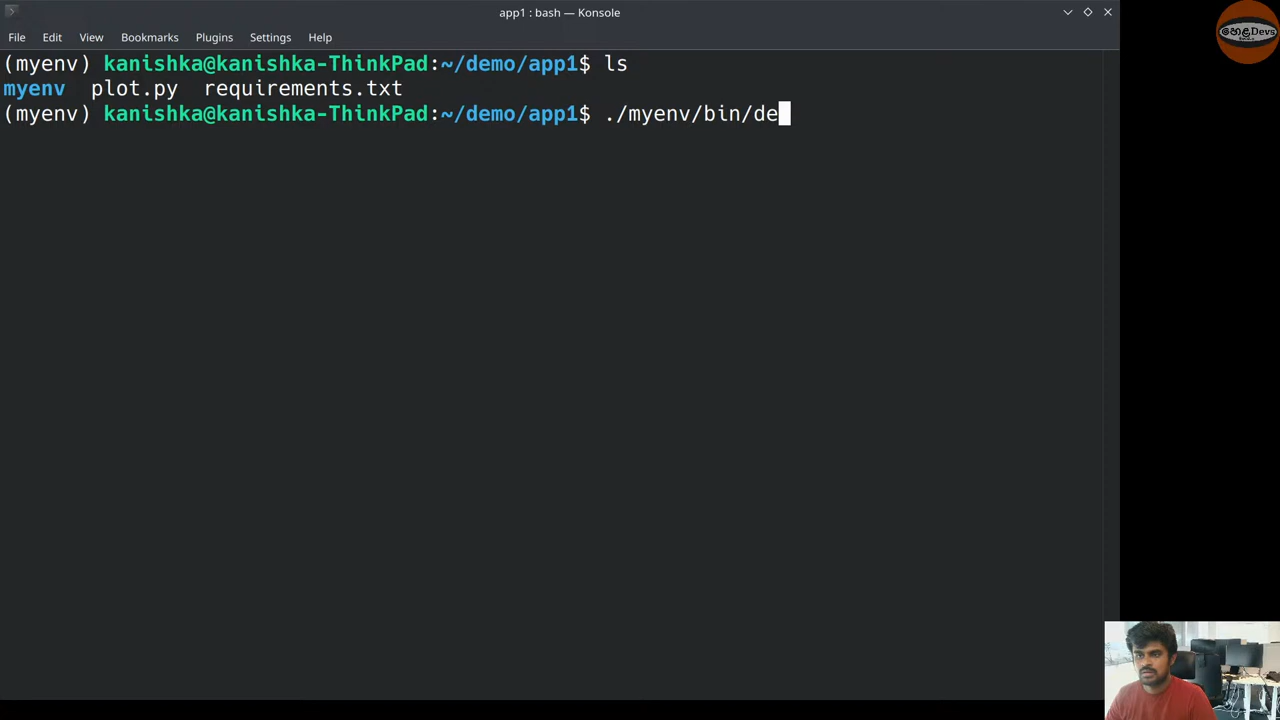 app1 : bash — Konsole
File Edit View Bookmarks Plugins Settings Help
(myenv) kanishka@kanishka-ThinkPad:~/demo/app1$ ls
myenv plot.py requirements.txt
(myenv) kanishka@kanishka-ThinkPad:~/demo/app1$ ./myenv/bin/de
හෙළDevs